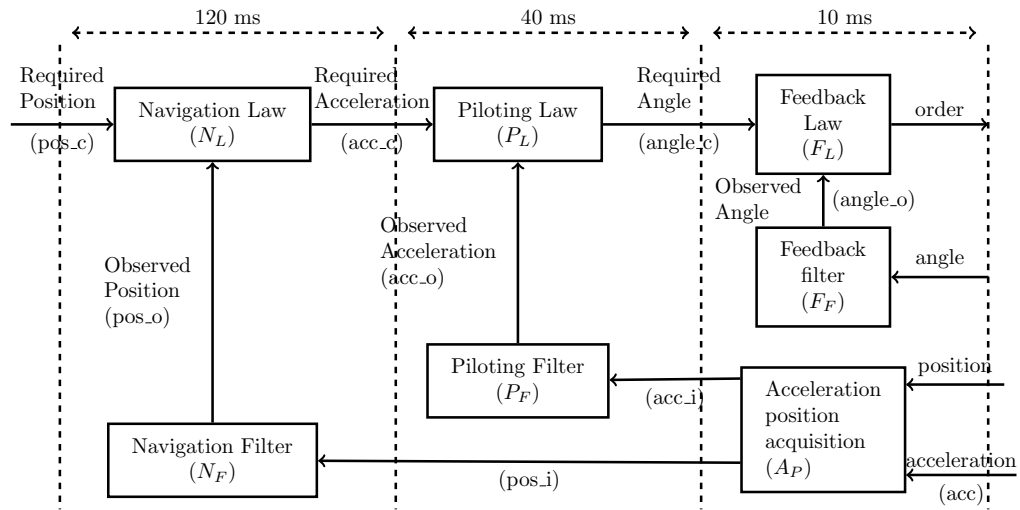 120 ms
40 ms
10 ms
Required
Position
(pos_c)
Navigation Law
(N_L)
Required
Acceleration
(acc_c)
Piloting Law
(P_L)
Required
Angle
(angle_c)
Feedback
Law
(F_L)
order
Observed
Angle
(angle_o)
Observed
Acceleration
(acc_o)
Observed
Position
(pos_o)
Feedback
filter
(F_F)
angle
Piloting Filter
(P_F)
(acc_i)
Acceleration
position
acquisition
(A_P)
position
Navigation Filter
(N_F)
(pos_i)
acceleration
(acc)